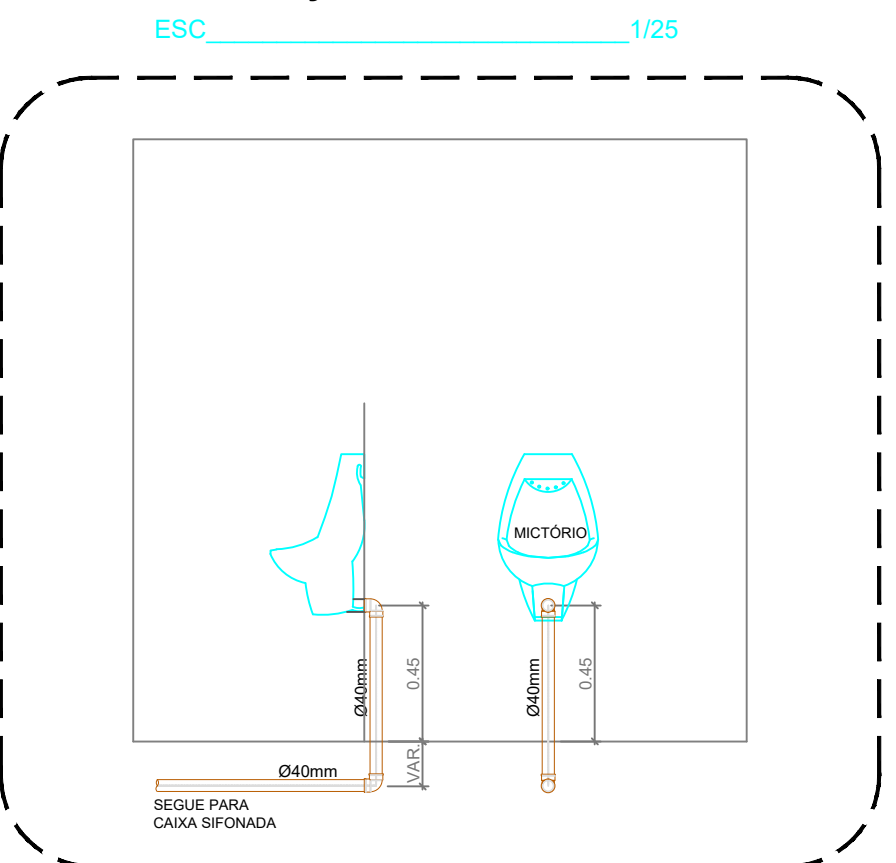 ESC 1/25
MICTÓRIO
Ø40mm
0.45
Ø40mm
0.45
VAR.
Ø40mm
SEGUE PARA
CAIXA SIFONADA